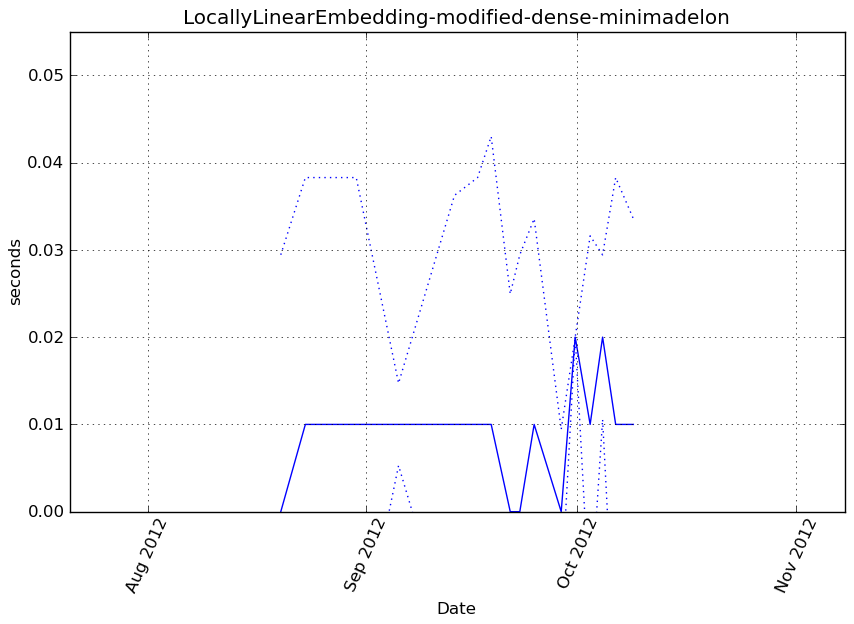 LocallyLinearEmbedding-modified-dense-minimadelon
0.05
0.04
0.03
0.02
0.01
0.00
seconds
Aug 2012
Sep 2012
Oct 2012
Nov 2012
Date